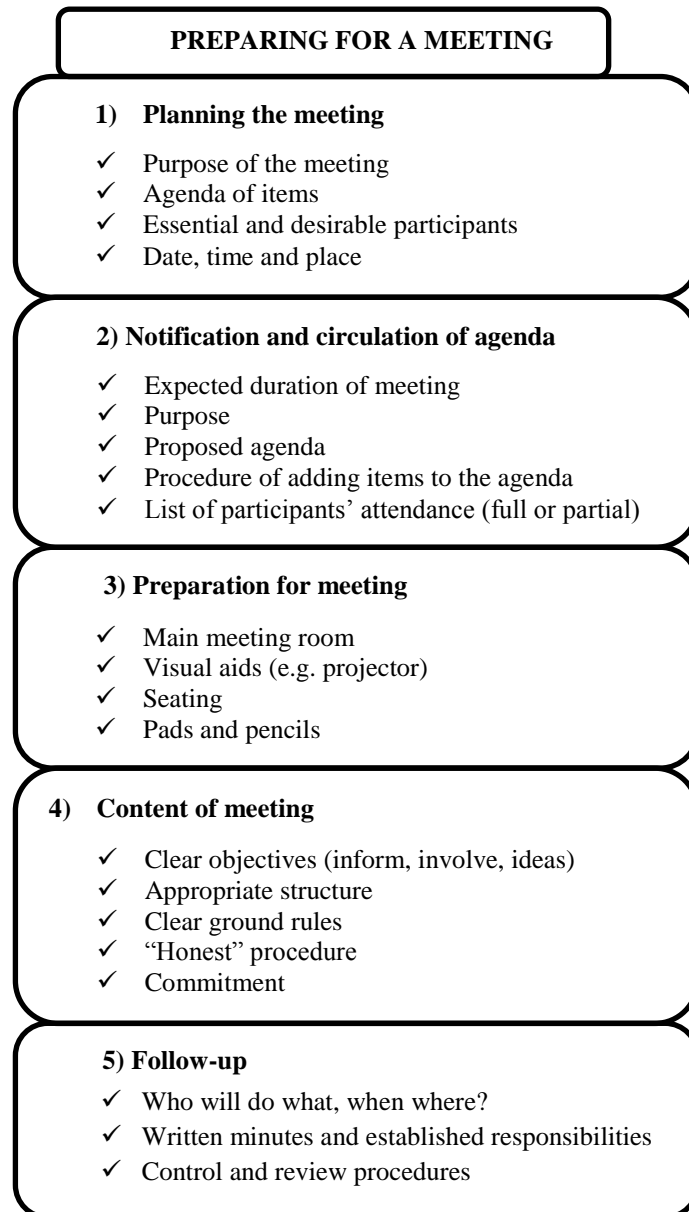 PREPARING FOR A MEETING
1) Planning the meeting
✓ Purpose of the meeting
✓ Agenda of items
✓ Essential and desirable participants
✓ Date, time and place
2) Notification and circulation of agenda
✓ Expected duration of meeting
✓ Purpose
✓ Proposed agenda
✓ Procedure of adding items to the agenda
✓ List of participants’ attendance (full or partial)
3) Preparation for meeting
✓ Main meeting room
✓ Visual aids (e.g. projector)
✓ Seating
✓ Pads and pencils
4) Content of meeting
✓ Clear objectives (inform, involve, ideas)
✓ Appropriate structure
✓ Clear ground rules
✓ “Honest” procedure
✓ Commitment
5) Follow-up
✓ Who will do what, when where?
✓ Written minutes and established responsibilities
✓ Control and review procedures